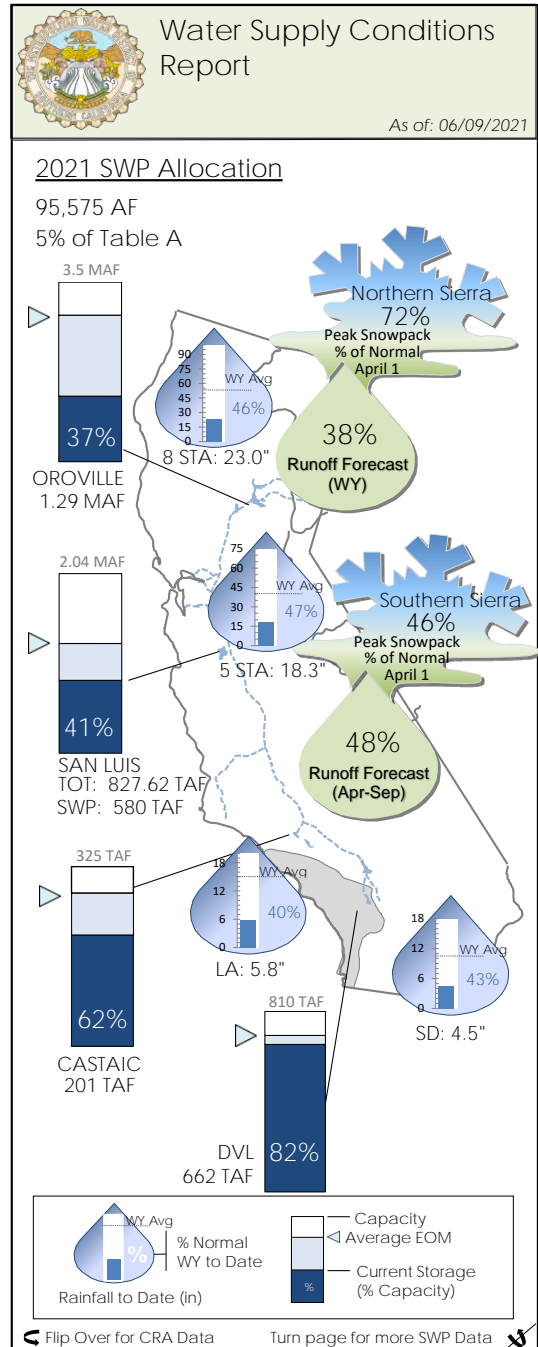 Water Supply Conditions
Report
As of: 06/09/2021
2021 SWP Allocation
95,575 AF
5% of Table A
3.5 MAF
37%
OROVILLE
1.29 MAF
90
75
60
45
30
15
0
WY Avg
46%
8 STA: 23.0"
Northern Sierra
72%
Peak Snowpack
% of Normal
April 1
38%
Runoff Forecast
(WY)
2.04 MAF
41%
SAN LUIS
TOT: 827.62 TAF
SWP: 580 TAF
75
60
45
30
15
0
WY Avg
47%
5 STA: 18.3"
Southern Sierra
46%
Peak Snowpack
% of Normal
April 1
48%
Runoff Forecast
(Apr-Sep)
325 TAF
62%
CASTAIC
201 TAF
18
12
6
0
WY Avg
40%
LA: 5.8"
18
12
6
0
WY Avg
43%
SD: 4.5"
810 TAF
82%
DVL
662 TAF
WY Avg
%
% Normal
WY to Date
Rainfall to Date (in)
Capacity
Average EOM
Current Storage
(% Capacity)
%
Flip Over for CRA Data
Turn page for more SWP Data